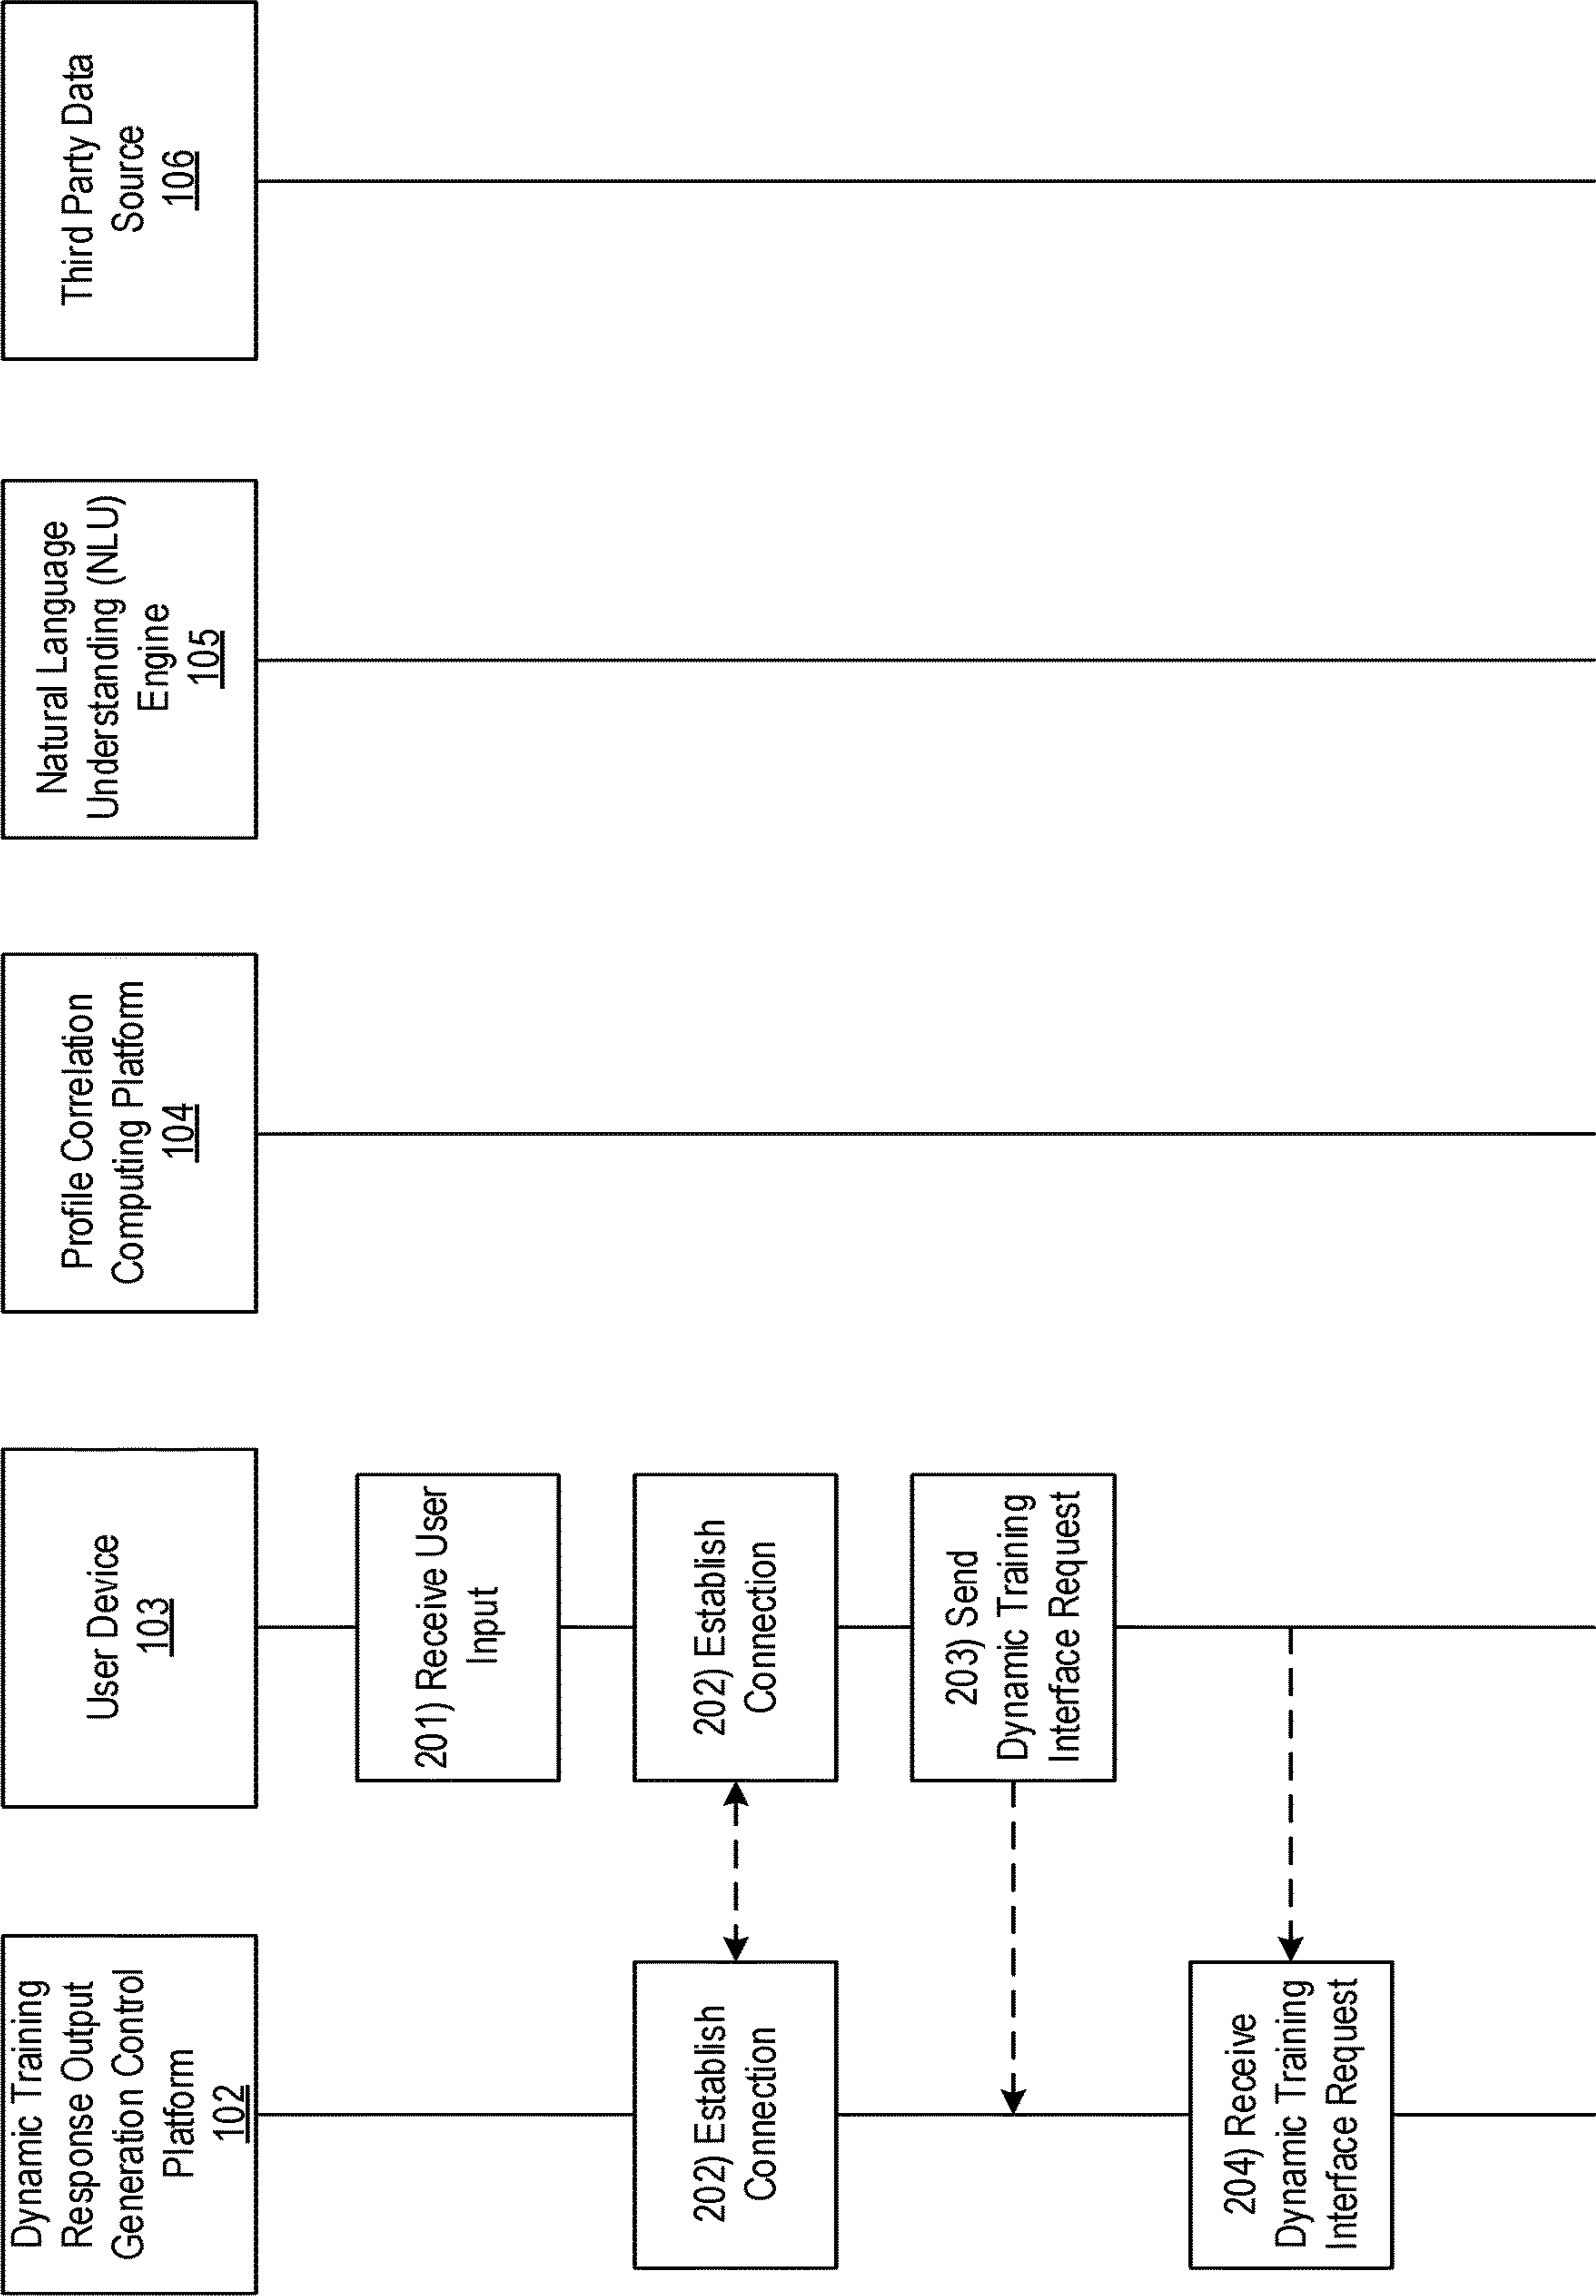 Dynamic Training
Response Output
Generation Control
Platform
102
User Device
103
Profile Correlation
Computing Platform
104
Natural Language
Understanding (NLU)
Engine
105
Third Party Data
Source
106
201) Receive User
Input
202) Establish
Connection
202) Establish
Connection
203) Send
Dynamic Training
Interface Request
204) Receive
Dynamic Training
Interface Request